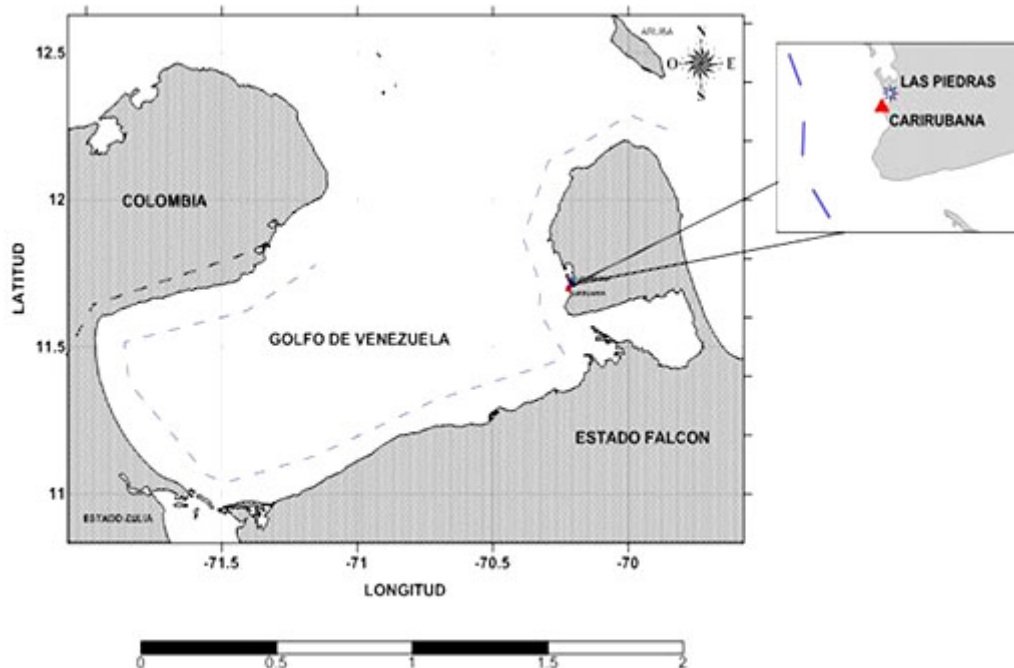 12.5
12
11.5
11
LATITUD
-71.5
-71
-70.5
-70
LONGITUD
ARUBA
N
O
E
S
COLOMBIA
GOLFO DE VENEZUELA
ESTADO FALCON
ESTADO ZULIA
LAS PIEDRAS
CARIRUBANA
0
0.5
1
1.5
2